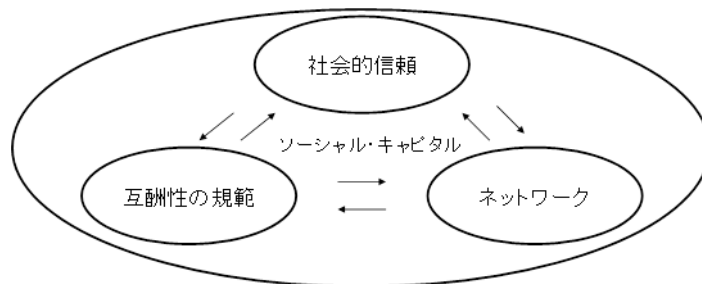 社会的信頼
ソーシャル・キャピタル
互酬性の規範
ネットワーク